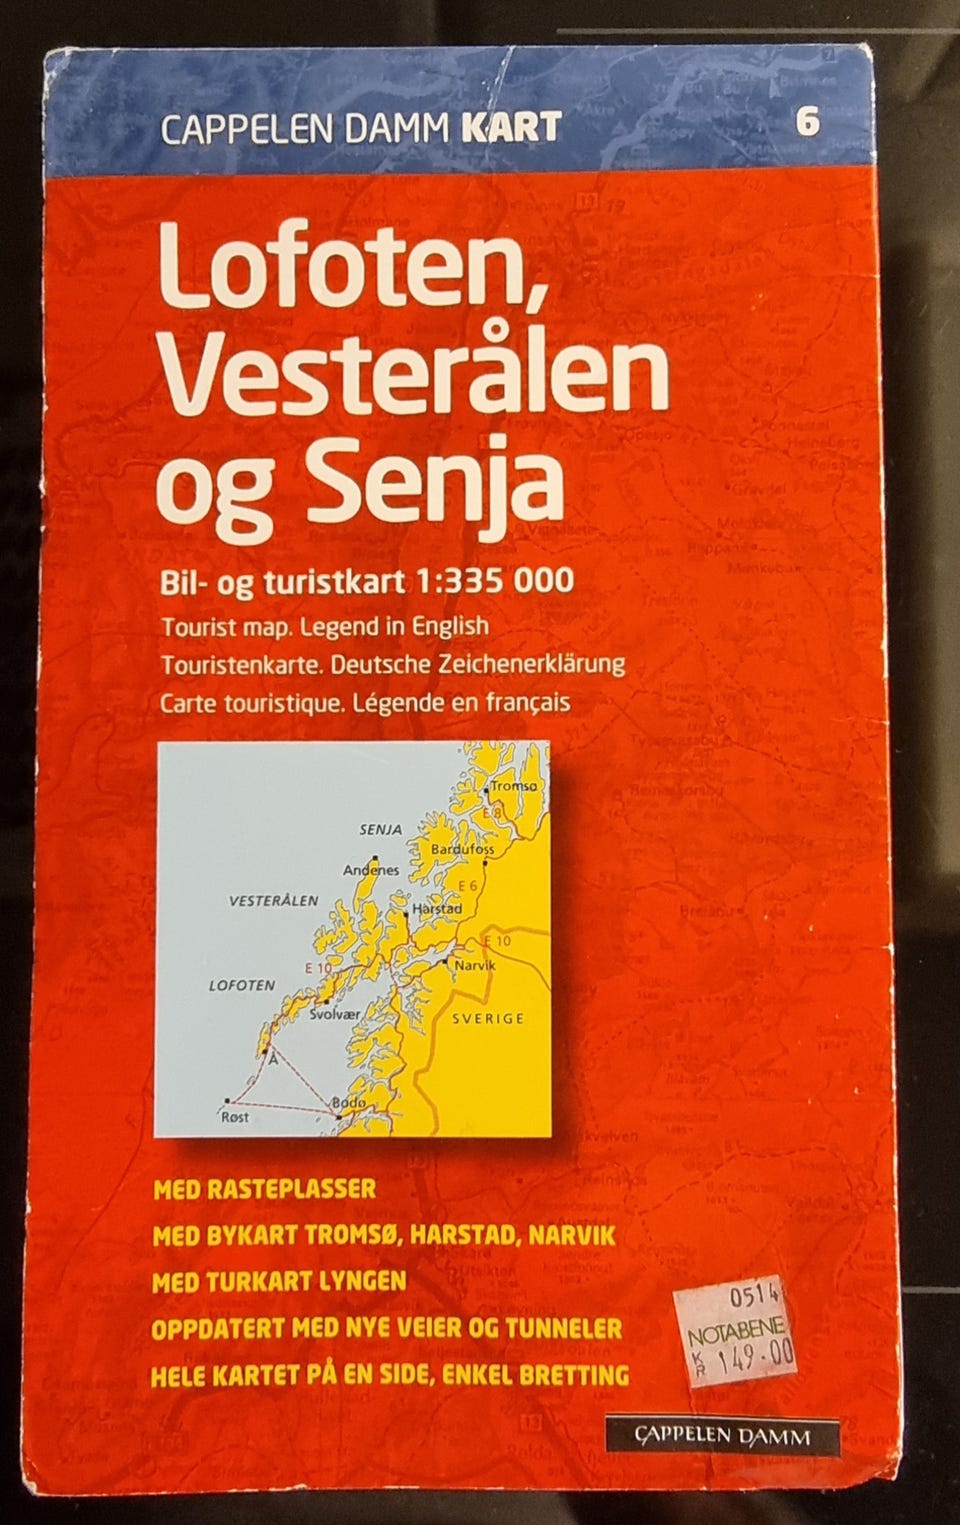 CAPPELEN DAMM KART
6
Lofoten,
Vesterålen
og Senja
Bil- og turistkart 1:335 000
Tourist map. Legend in English
Touristenkarte. Deutsche Zeichenerklärung
Carte touristique. Légende en français
Tromsø
E 8
SENJA
Bardufoss
Andenes
E 6
VESTERÅLEN
Harstad
E 10
E 10
Narvik
LOFOTEN
Svolvær
SVERIGE
Å
Bodø
Røst
MED RASTEPLASSER
MED BYKART TROMSØ, HARSTAD, NARVIK
MED TURKART LYNGEN
OPPDATERT MED NYE VEIER OG TUNNELER
HELE KARTET PÅ EN SIDE, ENKEL BRETTING
0514
NOTABENE
KR 149.00
CAPPELEN DAMM